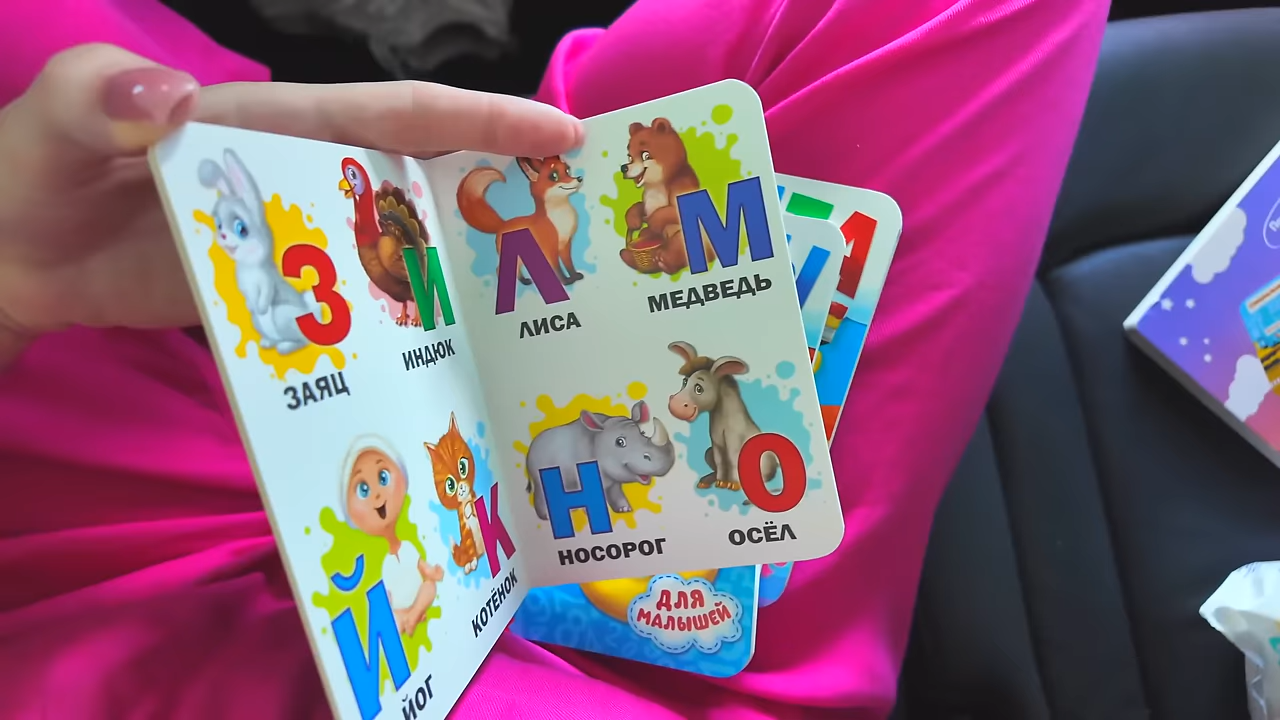 З
ЗАЯЦ
И
ИНДЮК
Й
ЙОГ
К
КОТЁНОК
Л
ЛИСА
М
МЕДВЕДЬ
Н
НОСОРОГ
О
ОСЁЛ
ДЛЯ
МАЛЫШЕЙ